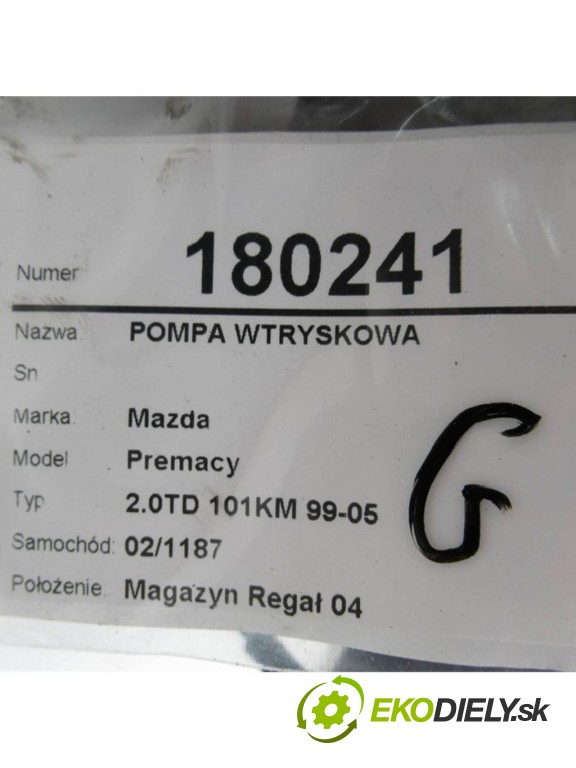 Numer 180241
Nazwa POMPA WTRYSKOWA
Sn
Marka. Mazda
Model Premacy
Typ 2.0TD 101KM 99-05
Samochód: 02/1187
Położenie. Magazyn Regał 04
G
EKODIELY.sk